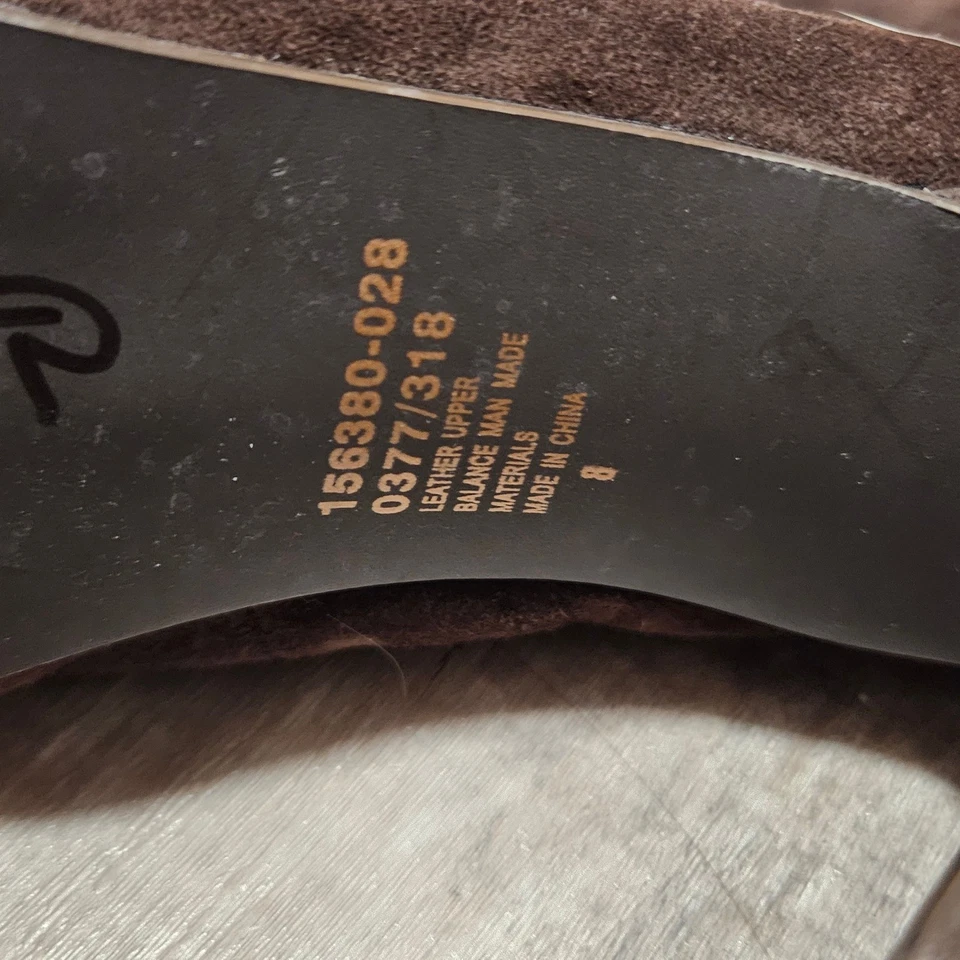 156380-028
0377/318
LEATHER UPPER
BALANCE MAN MADE
MATERIALS
MADE IN CHINA
8